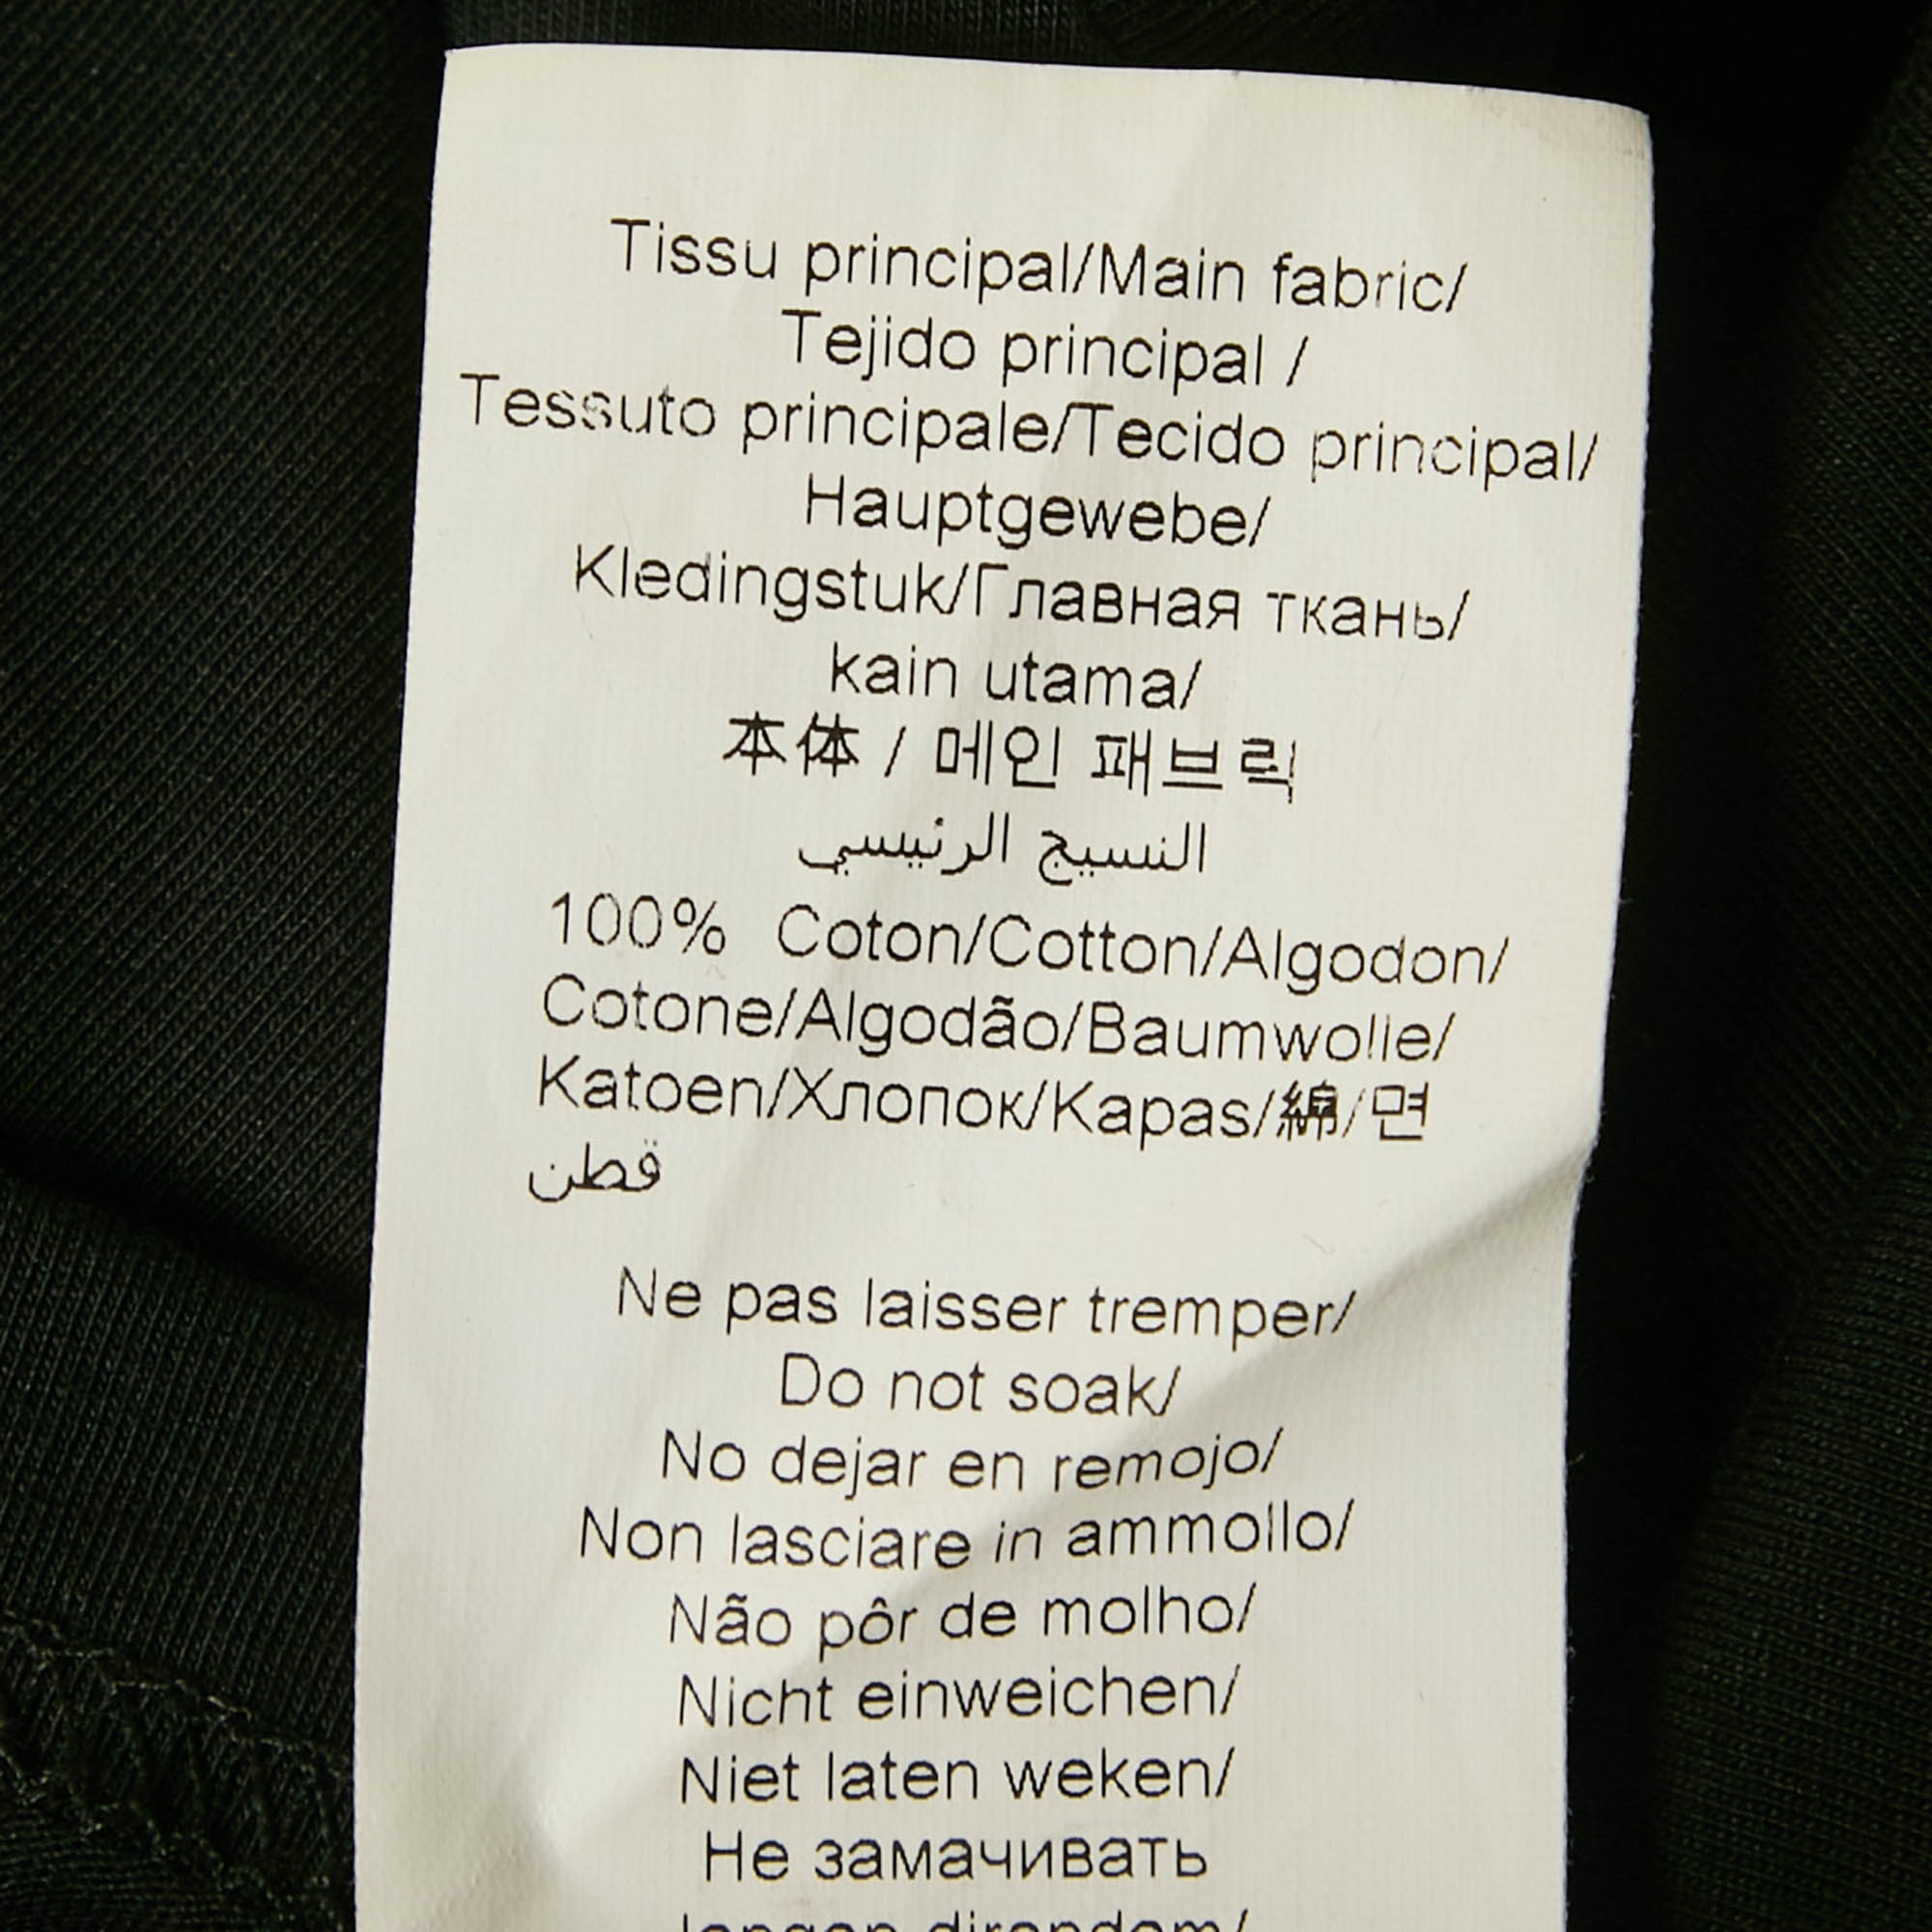 Tissu principal/Main fabric/
Tejido principal /
Tessuto principale/Tecido principal/
Hauptgewebe/
Kledingstuk/Главная ткань/
kain utama/
本体 / 메인 패브릭
النسيج الرئيسي
100% Coton/Cotton/Algodon/
Cotone/Algodão/Baumwolle/
Katoen/Хлопок/Kapas/綿/면
قطن
Ne pas laisser tremper/
Do not soak/
No dejar en remojo/
Non lasciare in ammollo/
Não pôr de molho/
Nicht einweichen/
Niet laten weken/
Не замачивать